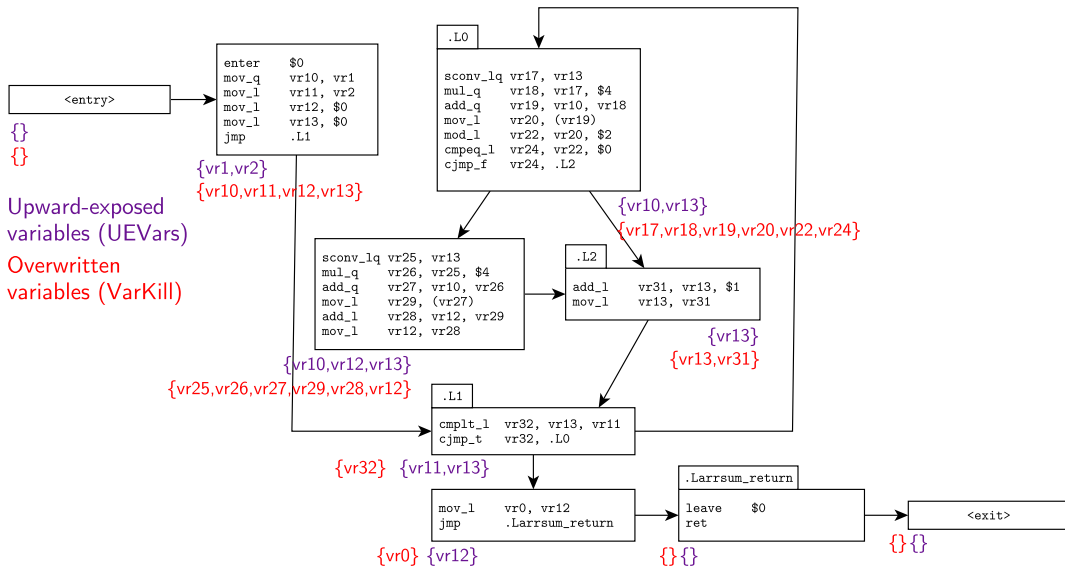 <entry>
{}
{}
enter $0
mov_q vr10, vr1
mov_l vr11, vr2
mov_l vr12, $0
mov_l vr13, $0
jmp .L1
{vr1,vr2}
{vr10,vr11,vr12,vr13}
Upward-exposed
variables (UEVars)
Overwritten
variables (VarKill)
.L0
sconv_lq vr17, vr13
mul_q vr18, vr17, $4
add_q vr19, vr10, vr18
mov_l vr20, (vr19)
mod_l vr22, vr20, $2
cmpeq_l vr24, vr22, $0
cjmp_f vr24, .L2
{vr10,vr13}
{vr17,vr18,vr19,vr20,vr22,vr24}
sconv_lq vr25, vr13
mul_q vr26, vr25, $4
add_q vr27, vr10, vr26
mov_l vr29, (vr27)
add_l vr28, vr12, vr29
mov_l vr12, vr28
{vr10,vr12,vr13}
{vr25,vr26,vr27,vr29,vr28,vr12}
.L2
add_l vr31, vr13, $1
mov_l vr13, vr31
{vr13}
{vr13,vr31}
.L1
cmplt_l vr32, vr13, vr11
cjmp_t vr32, .L0
{vr32} {vr11,vr13}
mov_l vr0, vr12
jmp .Larrsum_return
{vr0} {vr12}
.Larrsum_return
leave $0
ret
{} {}
<exit>
{} {}